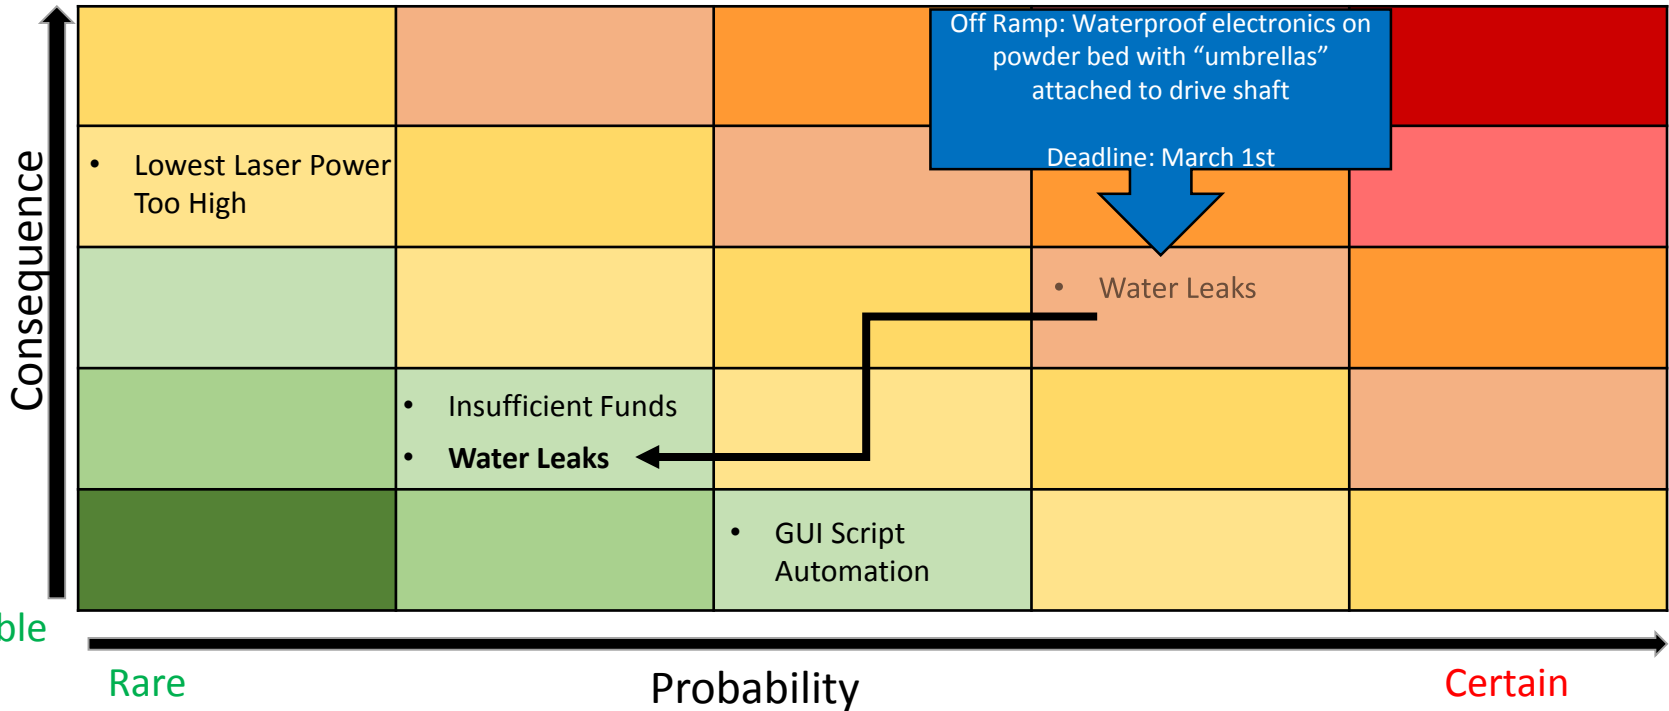 Off Ramp: Waterproof electronics on
powder bed with “umbrellas”
attached to drive shaft
Deadline: March 1st
• Lowest Laser Power
Too High
Consequence
• Water Leaks
• Insufficient Funds
• Water Leaks
• GUI Script
Automation
Rare
Probability
Certain